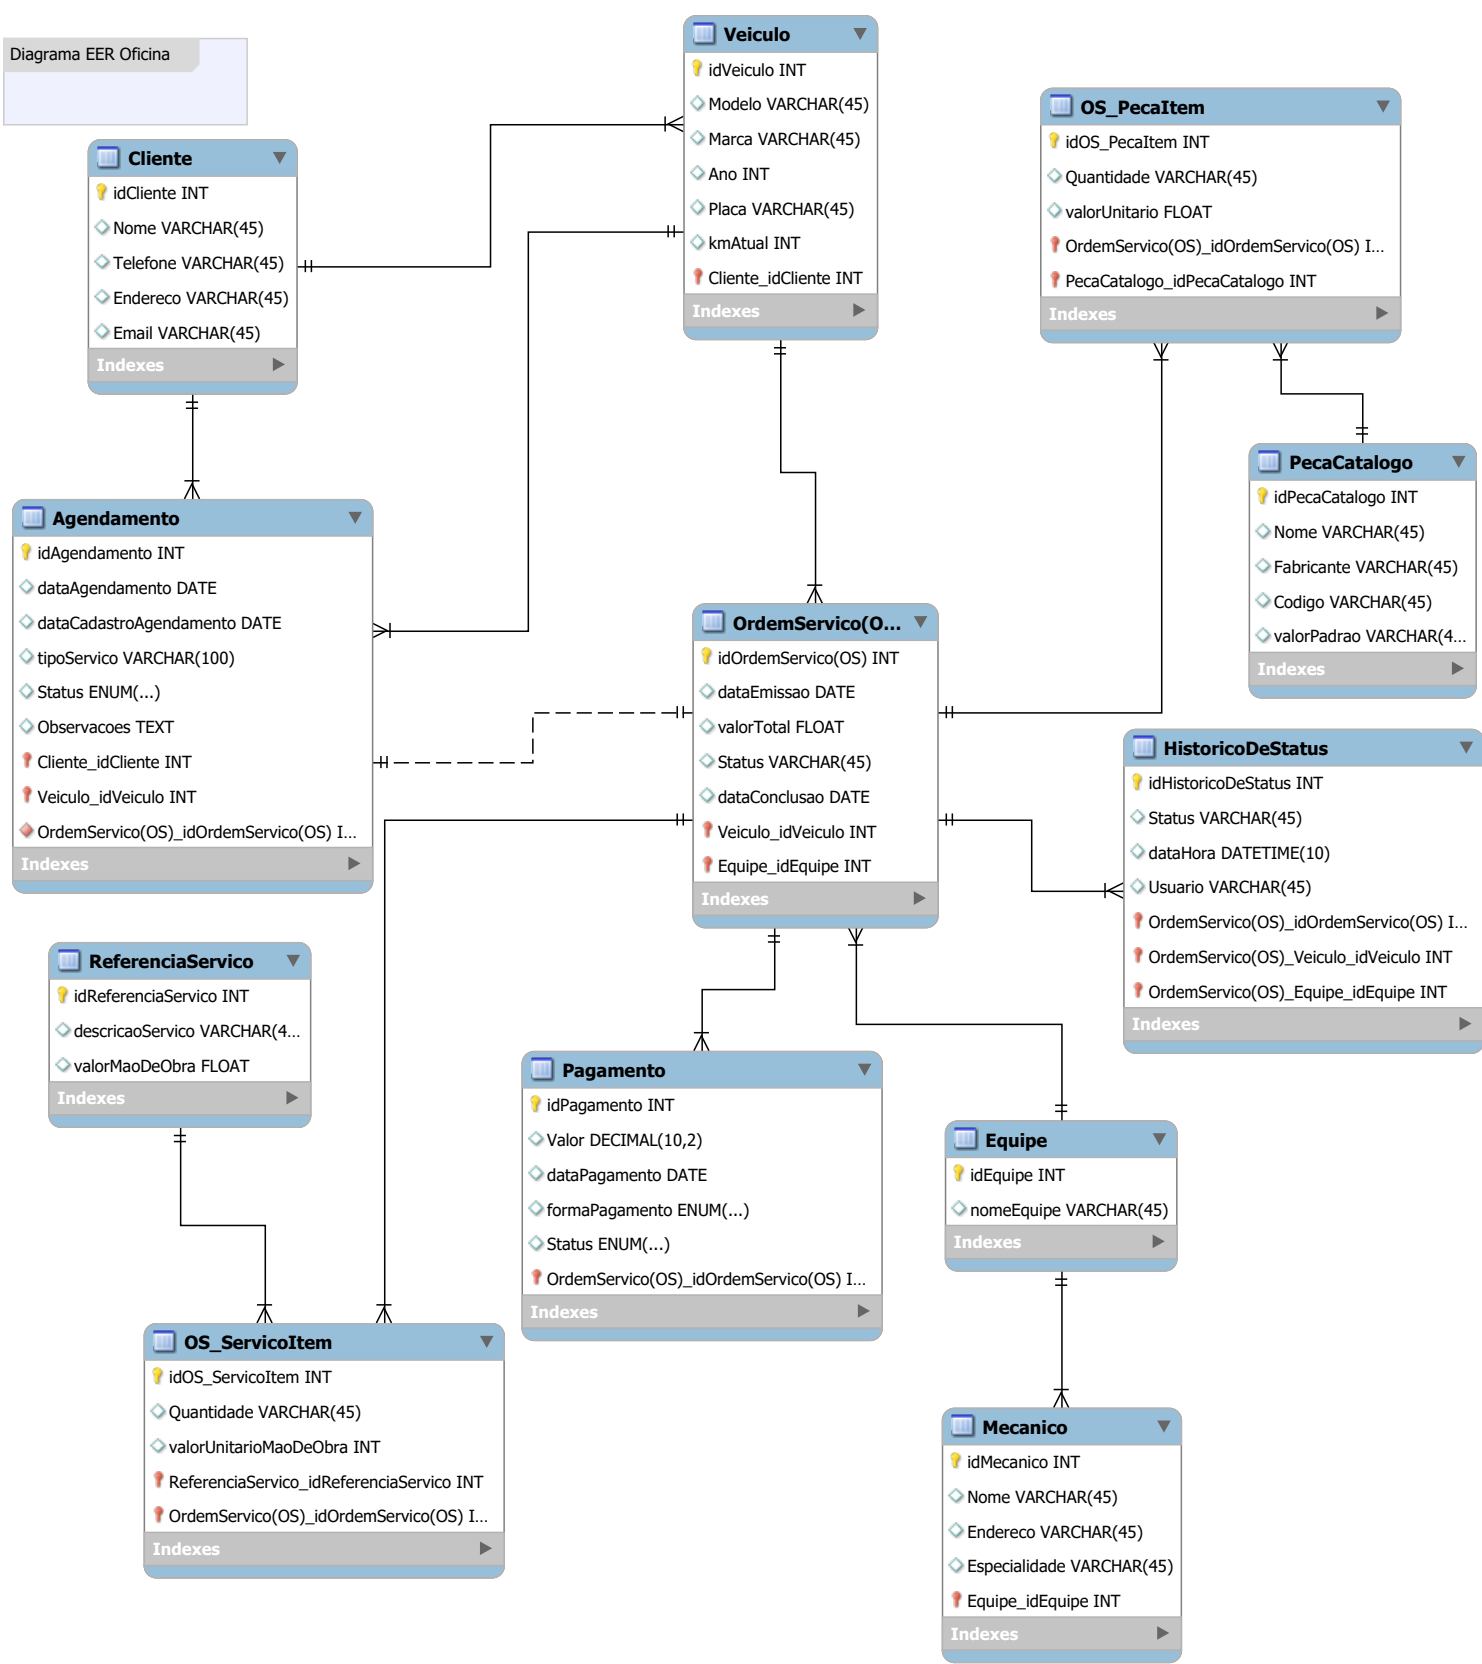 Diagrama EER Oficina
Veiculo
idVeiculo INT
Modelo VARCHAR(45)
Marca VARCHAR(45)
Ano INT
Placa VARCHAR(45)
kmAtual INT
Cliente_idCliente INT
Indexes
OS_PecaItem
idOS_PecaItem INT
Quantidade VARCHAR(45)
valorUnitario FLOAT
OrdemServico(OS)_idOrdemServico(OS) I...
PecaCatalogo_idPecaCatalogo INT
Indexes
Cliente
idCliente INT
Nome VARCHAR(45)
Telefone VARCHAR(45)
Endereco VARCHAR(45)
Email VARCHAR(45)
Indexes
PecaCatalogo
idPecaCatalogo INT
Nome VARCHAR(45)
Fabricante VARCHAR(45)
Codigo VARCHAR(45)
valorPadrao VARCHAR(4...
Indexes
Agendamento
idAgendamento INT
dataAgendamento DATE
dataCadastroAgendamento DATE
tipoServico VARCHAR(100)
Status ENUM(...)
Observacoes TEXT
Cliente_idCliente INT
Veiculo_idVeiculo INT
OrdemServico(OS)_idOrdemServico(OS) I...
Indexes
OrdemServico(O...
idOrdemServico(OS) INT
dataEmissao DATE
valorTotal FLOAT
Status VARCHAR(45)
dataConclusao DATE
Veiculo_idVeiculo INT
Equipe_idEquipe INT
Indexes
HistoricoDeStatus
idHistoricoDeStatus INT
Status VARCHAR(45)
dataHora DATETIME(10)
Usuario VARCHAR(45)
OrdemServico(OS)_idOrdemServico(OS) I...
OrdemServico(OS)_Veiculo_idVeiculo INT
OrdemServico(OS)_Equipe_idEquipe INT
Indexes
ReferenciaServico
idReferenciaServico INT
descricaoServico VARCHAR(4...
valorMaoDeObra FLOAT
Indexes
Pagamento
idPagamento INT
Valor DECIMAL(10,2)
dataPagamento DATE
formaPagamento ENUM(...)
Status ENUM(...)
OrdemServico(OS)_idOrdemServico(OS) I...
Indexes
Equipe
idEquipe INT
nomeEquipe VARCHAR(45)
Indexes
OS_ServicoItem
idOS_ServicoItem INT
Quantidade VARCHAR(45)
valorUnitarioMaoDeObra INT
ReferenciaServico_idReferenciaServico INT
OrdemServico(OS)_idOrdemServico(OS) I...
Indexes
Mecanico
idMecanico INT
Nome VARCHAR(45)
Endereco VARCHAR(45)
Especialidade VARCHAR(45)
Equipe_idEquipe INT
Indexes